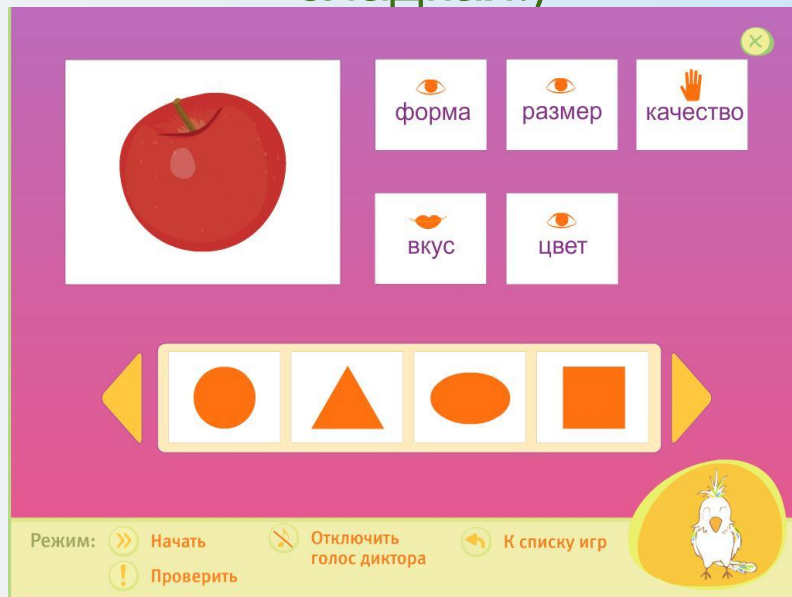 форма
размер
качество
вкус
цвет
Режим:
Начать
Отключить
голос диктора
К списку игр
Проверить